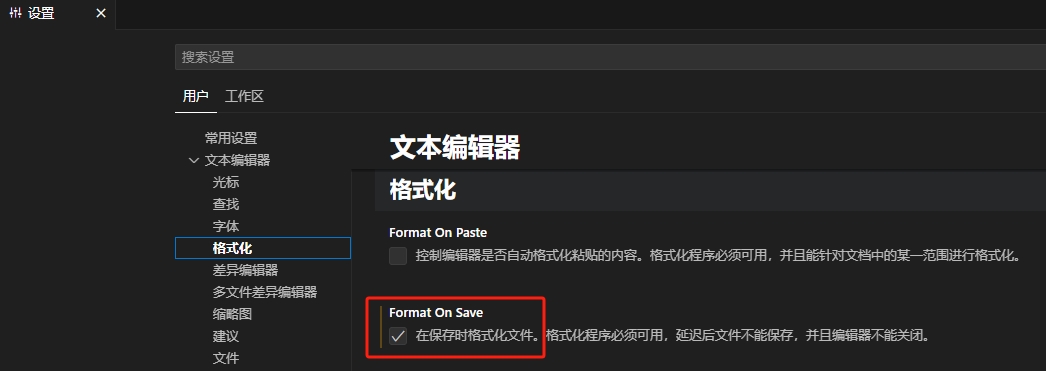 设置
搜索设置
用户 工作区
常用设置
文本编辑器
光标
查找
字体
格式化
差异编辑器
多文件差异编辑器
缩略图
建议
文件
文本编辑器
格式化
Format On Paste
控制编辑器是否自动格式化粘贴的内容。格式化程序必须可用，并且能针对文档中的某一范围进行格式化。
Format On Save
在保存时格式化文件。格式化程序必须可用，延迟后文件不能保存，并且编辑器不能关闭。